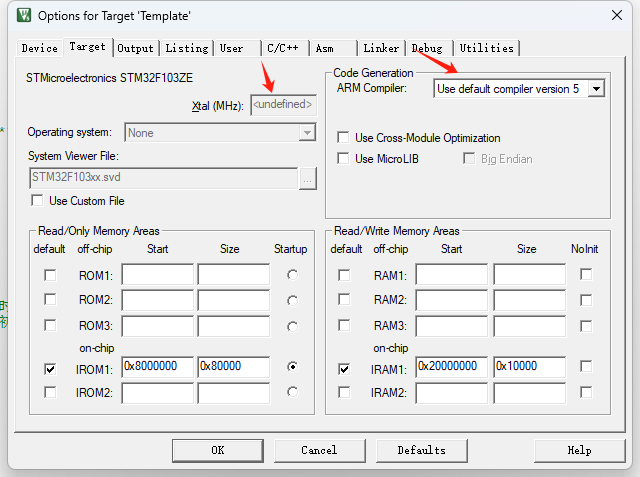 Options for Target 'Template'
Device Target Output Listing User C/C++ Asm Linker Debug Utilities
STMicroelectronics STM32F103ZE
Xtal (MHz): <undefined>
Operating system: None
System Viewer File:
STM32F103xx.svd ...
Use Custom File
Code Generation
ARM Compiler: Use default compiler version 5
Use Cross-Module Optimization
Use MicroLIB Big Endian
Read/Only Memory Areas
default off-chip Start Size Startup
ROM1:
ROM2:
ROM3:
on-chip
IROM1: 0x8000000 0x80000
IROM2:
Read/Write Memory Areas
default off-chip Start Size NoInit
RAM1:
RAM2:
RAM3:
on-chip
IRAM1: 0x20000000 0x10000
IRAM2:
OK Cancel Defaults Help